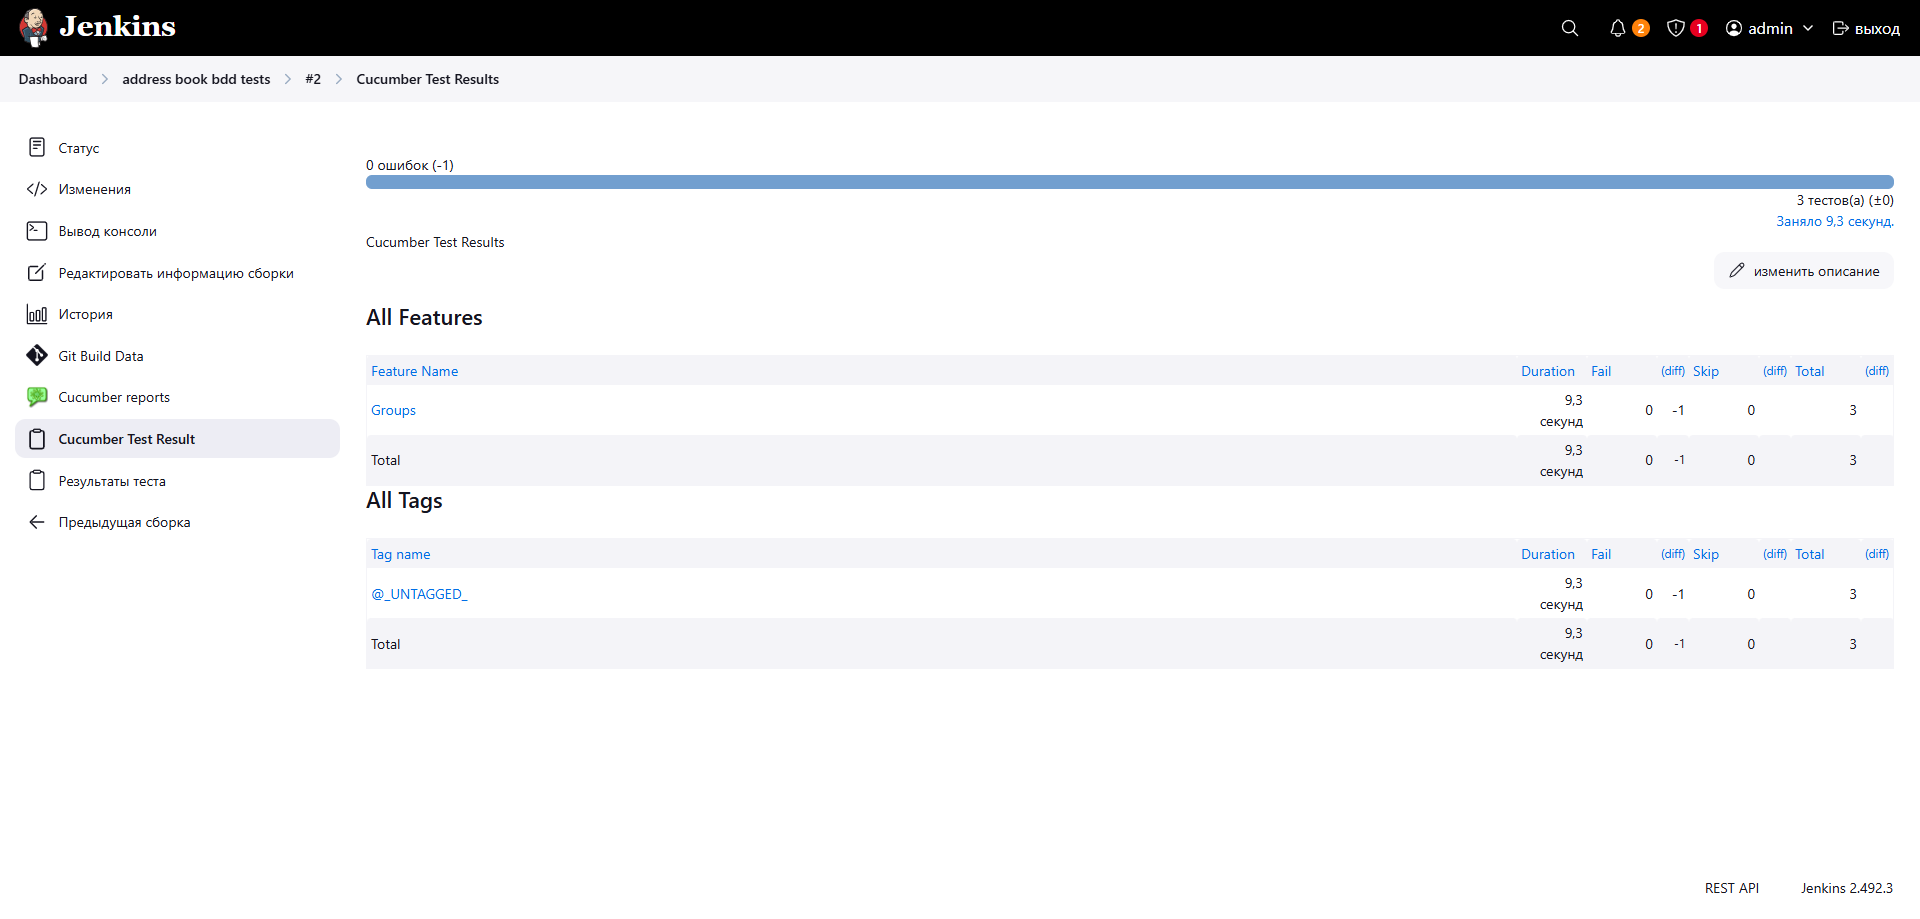 Jenkins
2
1
admin
выход
Dashboard
address book bdd tests
#2
Cucumber Test Results
Статус
Изменения
Вывод консоли
Редактировать информацию сборки
История
Git Build Data
Cucumber reports
Cucumber Test Result
Результаты теста
Предыдущая сборка
0 ошибок (-1)
3 тестов(а) (±0)
Заняло 9,3 секунд.
Cucumber Test Results
изменить описание
All Features
Feature Name Duration Fail (diff) Skip (diff) Total (diff)
Groups 9,3 секунд 0 -1 0 3
Total 9,3 секунд 0 -1 0 3
All Tags
Tag name Duration Fail (diff) Skip (diff) Total (diff)
@_UNTAGGED_ 9,3 секунд 0 -1 0 3
Total 9,3 секунд 0 -1 0 3
REST API
Jenkins 2.492.3